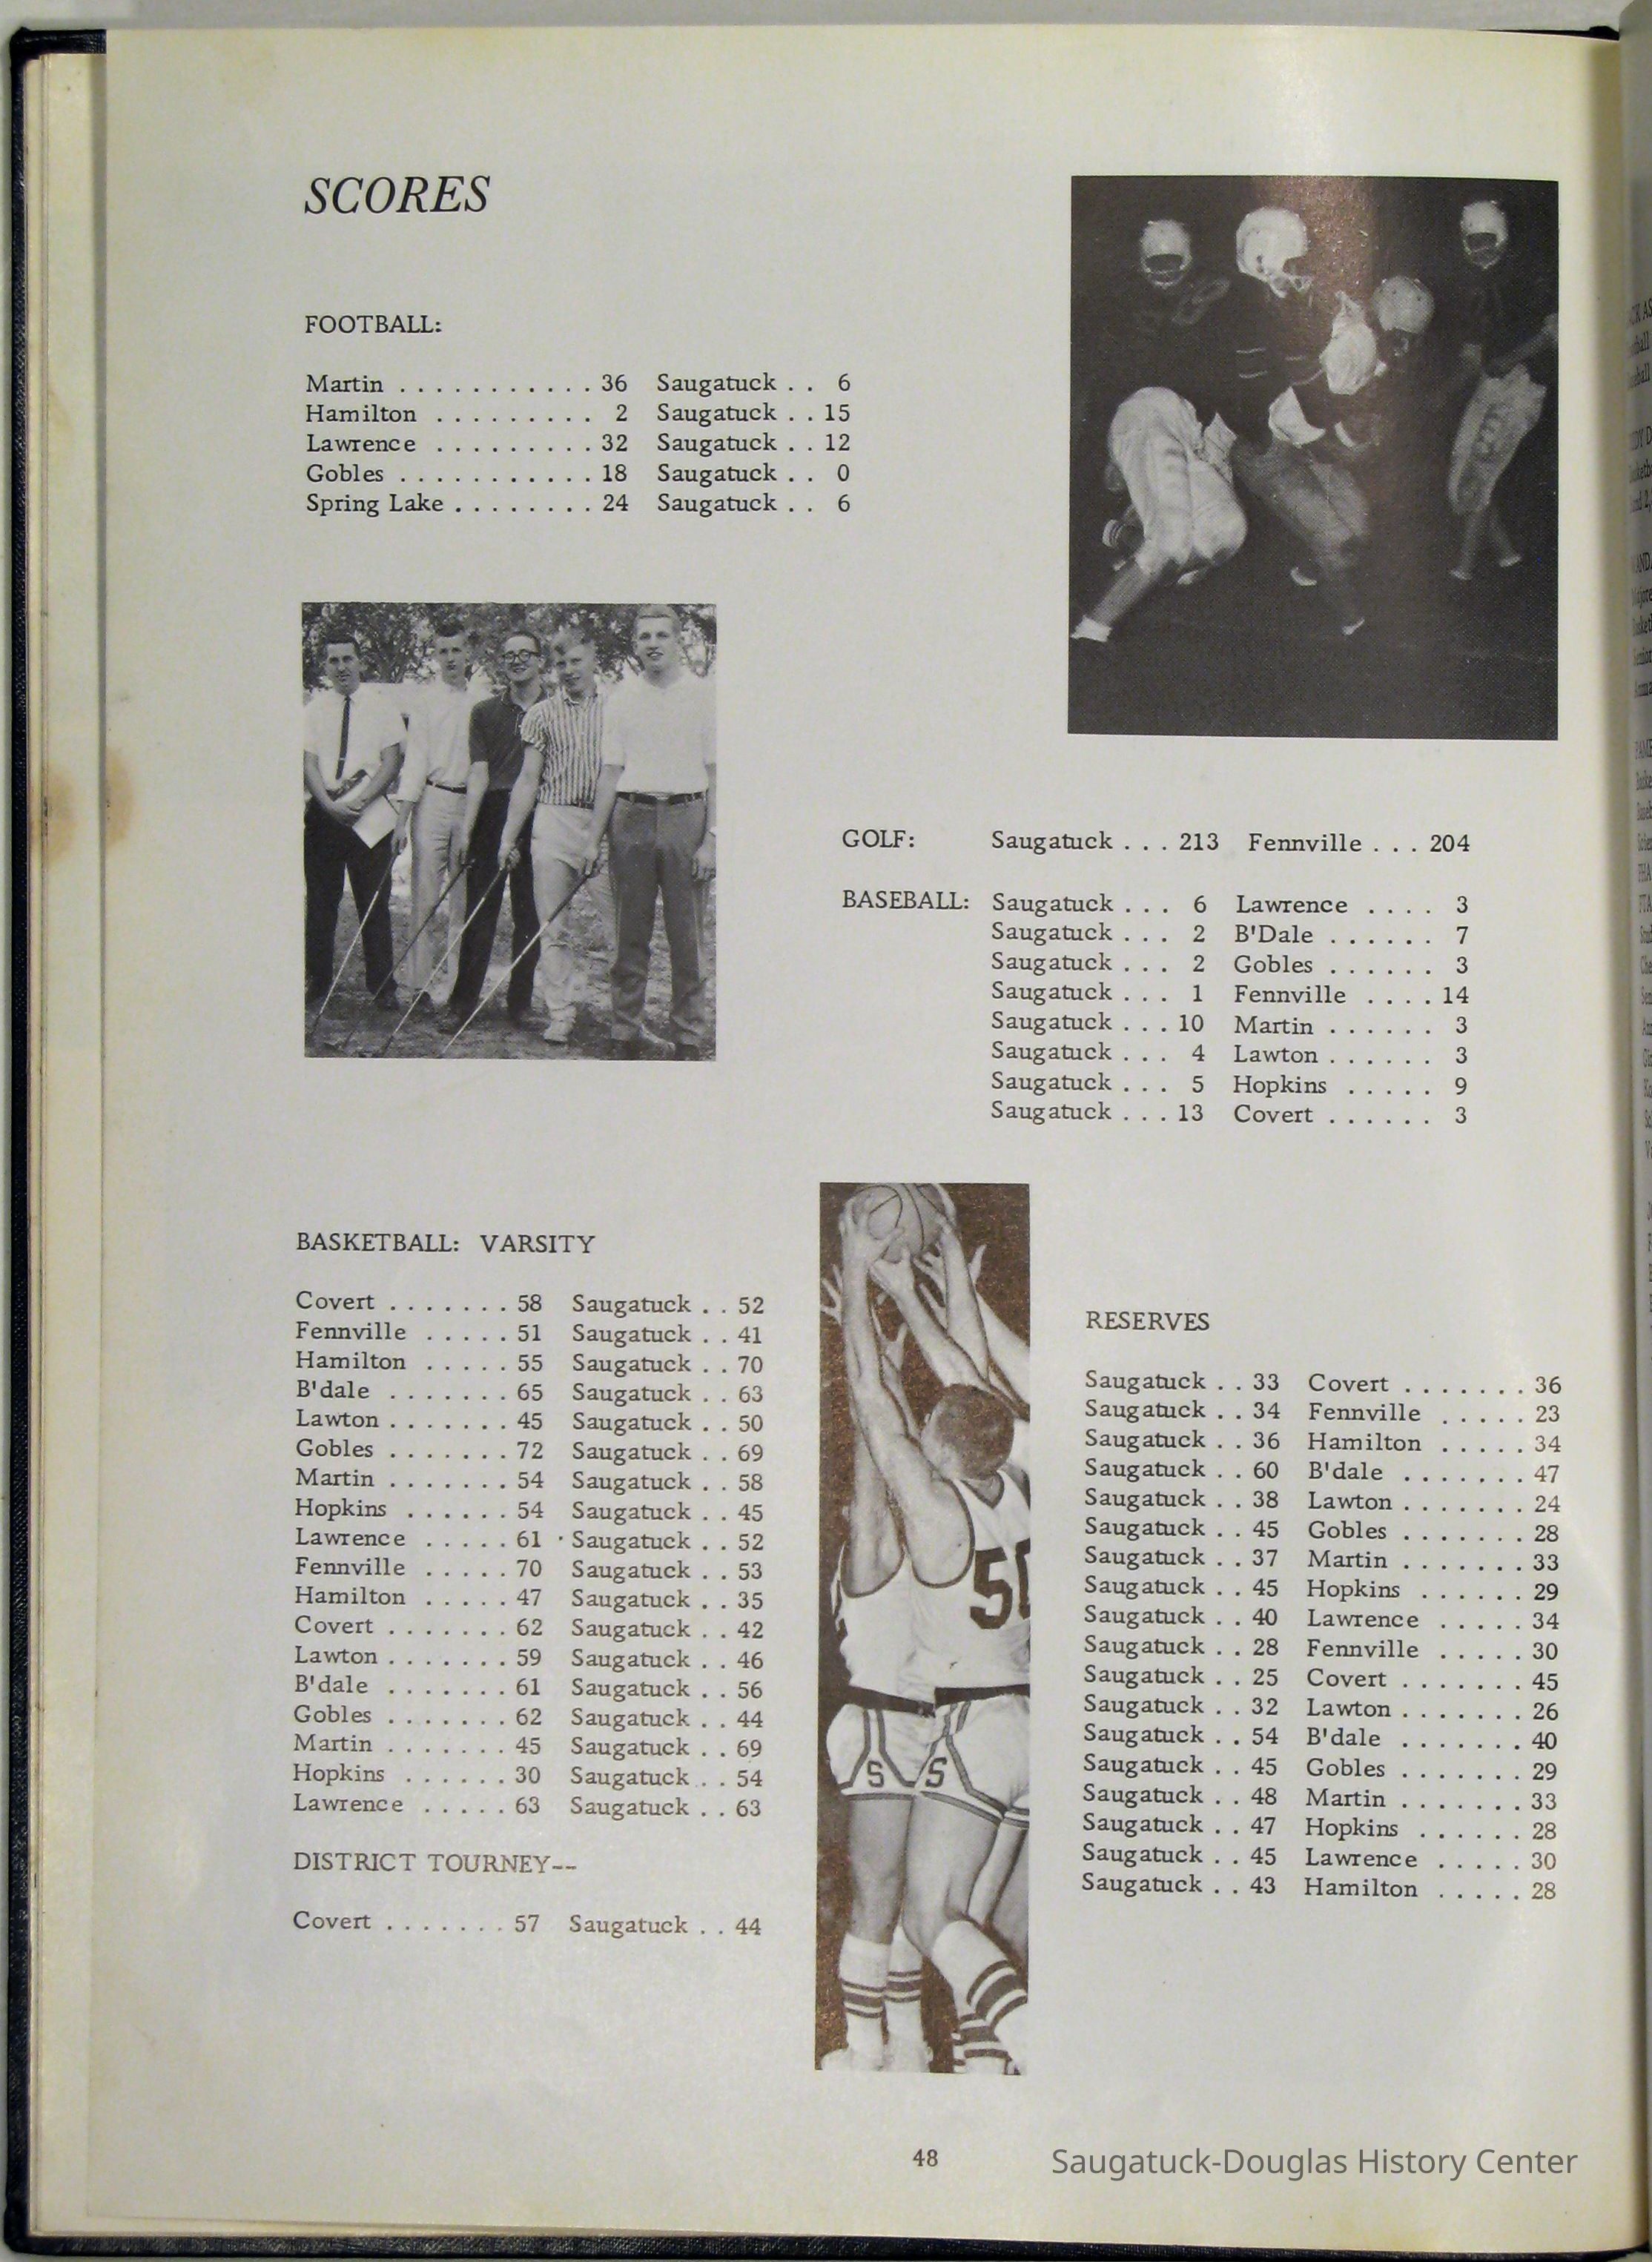 SCORES
FOOTBALL:
Martin . . . . . . . . . . . 36 Saugatuck . . 6
Hamilton . . . . . . . . . 2 Saugatuck . . 15
Lawrence . . . . . . . . . 32 Saugatuck . . 12
Gobles . . . . . . . . . . . 18 Saugatuck . . 0
Spring Lake . . . . . . . . 24 Saugatuck . . 6
GOLF: Saugatuck . . . 213 Fennville . . . 204
BASEBALL: Saugatuck . . . 6 Lawrence . . . . 3
Saugatuck . . . 2 B'Dale . . . . . . 7
Saugatuck . . . 2 Gobles . . . . . . 3
Saugatuck . . . 1 Fennville . . . . 14
Saugatuck . . . 10 Martin . . . . . . 3
Saugatuck . . . 4 Lawton . . . . . . 3
Saugatuck . . . 5 Hopkins . . . . . 9
Saugatuck . . . 13 Covert . . . . . . 3
BASKETBALL: VARSITY
Covert . . . . . . . 58 Saugatuck . . 52
Fennville . . . . . 51 Saugatuck . . 41
Hamilton . . . . . 55 Saugatuck . . 70
B'dale . . . . . . . 65 Saugatuck . . 63
Lawton . . . . . . . 45 Saugatuck . . 50
Gobles . . . . . . . 72 Saugatuck . . 69
Martin . . . . . . . 54 Saugatuck . . 58
Hopkins . . . . . . 54 Saugatuck . . 45
Lawrence . . . . . 61 Saugatuck . . 52
Fennville . . . . . 70 Saugatuck . . 53
Hamilton . . . . . 47 Saugatuck . . 35
Covert . . . . . . . 62 Saugatuck . . 42
Lawton . . . . . . . 59 Saugatuck . . 46
B'dale . . . . . . . 61 Saugatuck . . 56
Gobles . . . . . . . 62 Saugatuck . . 44
Martin . . . . . . . 45 Saugatuck . . 69
Hopkins . . . . . . 30 Saugatuck . . 54
Lawrence . . . . . 63 Saugatuck . . 63
DISTRICT TOURNEY--
Covert . . . . . . . 57 Saugatuck . . 44
50
S S
RESERVES
Saugatuck . . 33 Covert . . . . . . . 36
Saugatuck . . 34 Fennville . . . . . 23
Saugatuck . . 36 Hamilton . . . . . 34
Saugatuck . . 60 B'dale . . . . . . . 47
Saugatuck . . 38 Lawton . . . . . . . 24
Saugatuck . . 45 Gobles . . . . . . . 28
Saugatuck . . 37 Martin . . . . . . . 33
Saugatuck . . 45 Hopkins . . . . . . 29
Saugatuck . . 40 Lawrence . . . . . 34
Saugatuck . . 28 Fennville . . . . . 30
Saugatuck . . 25 Covert . . . . . . . 45
Saugatuck . . 32 Lawton . . . . . . . 26
Saugatuck . . 54 B'dale . . . . . . . 40
Saugatuck . . 45 Gobles . . . . . . . 29
Saugatuck . . 48 Martin . . . . . . . 33
Saugatuck . . 47 Hopkins . . . . . . 28
Saugatuck . . 45 Lawrence . . . . . 30
Saugatuck . . 43 Hamilton . . . . . 28
48
Saugatuck-Douglas History Center